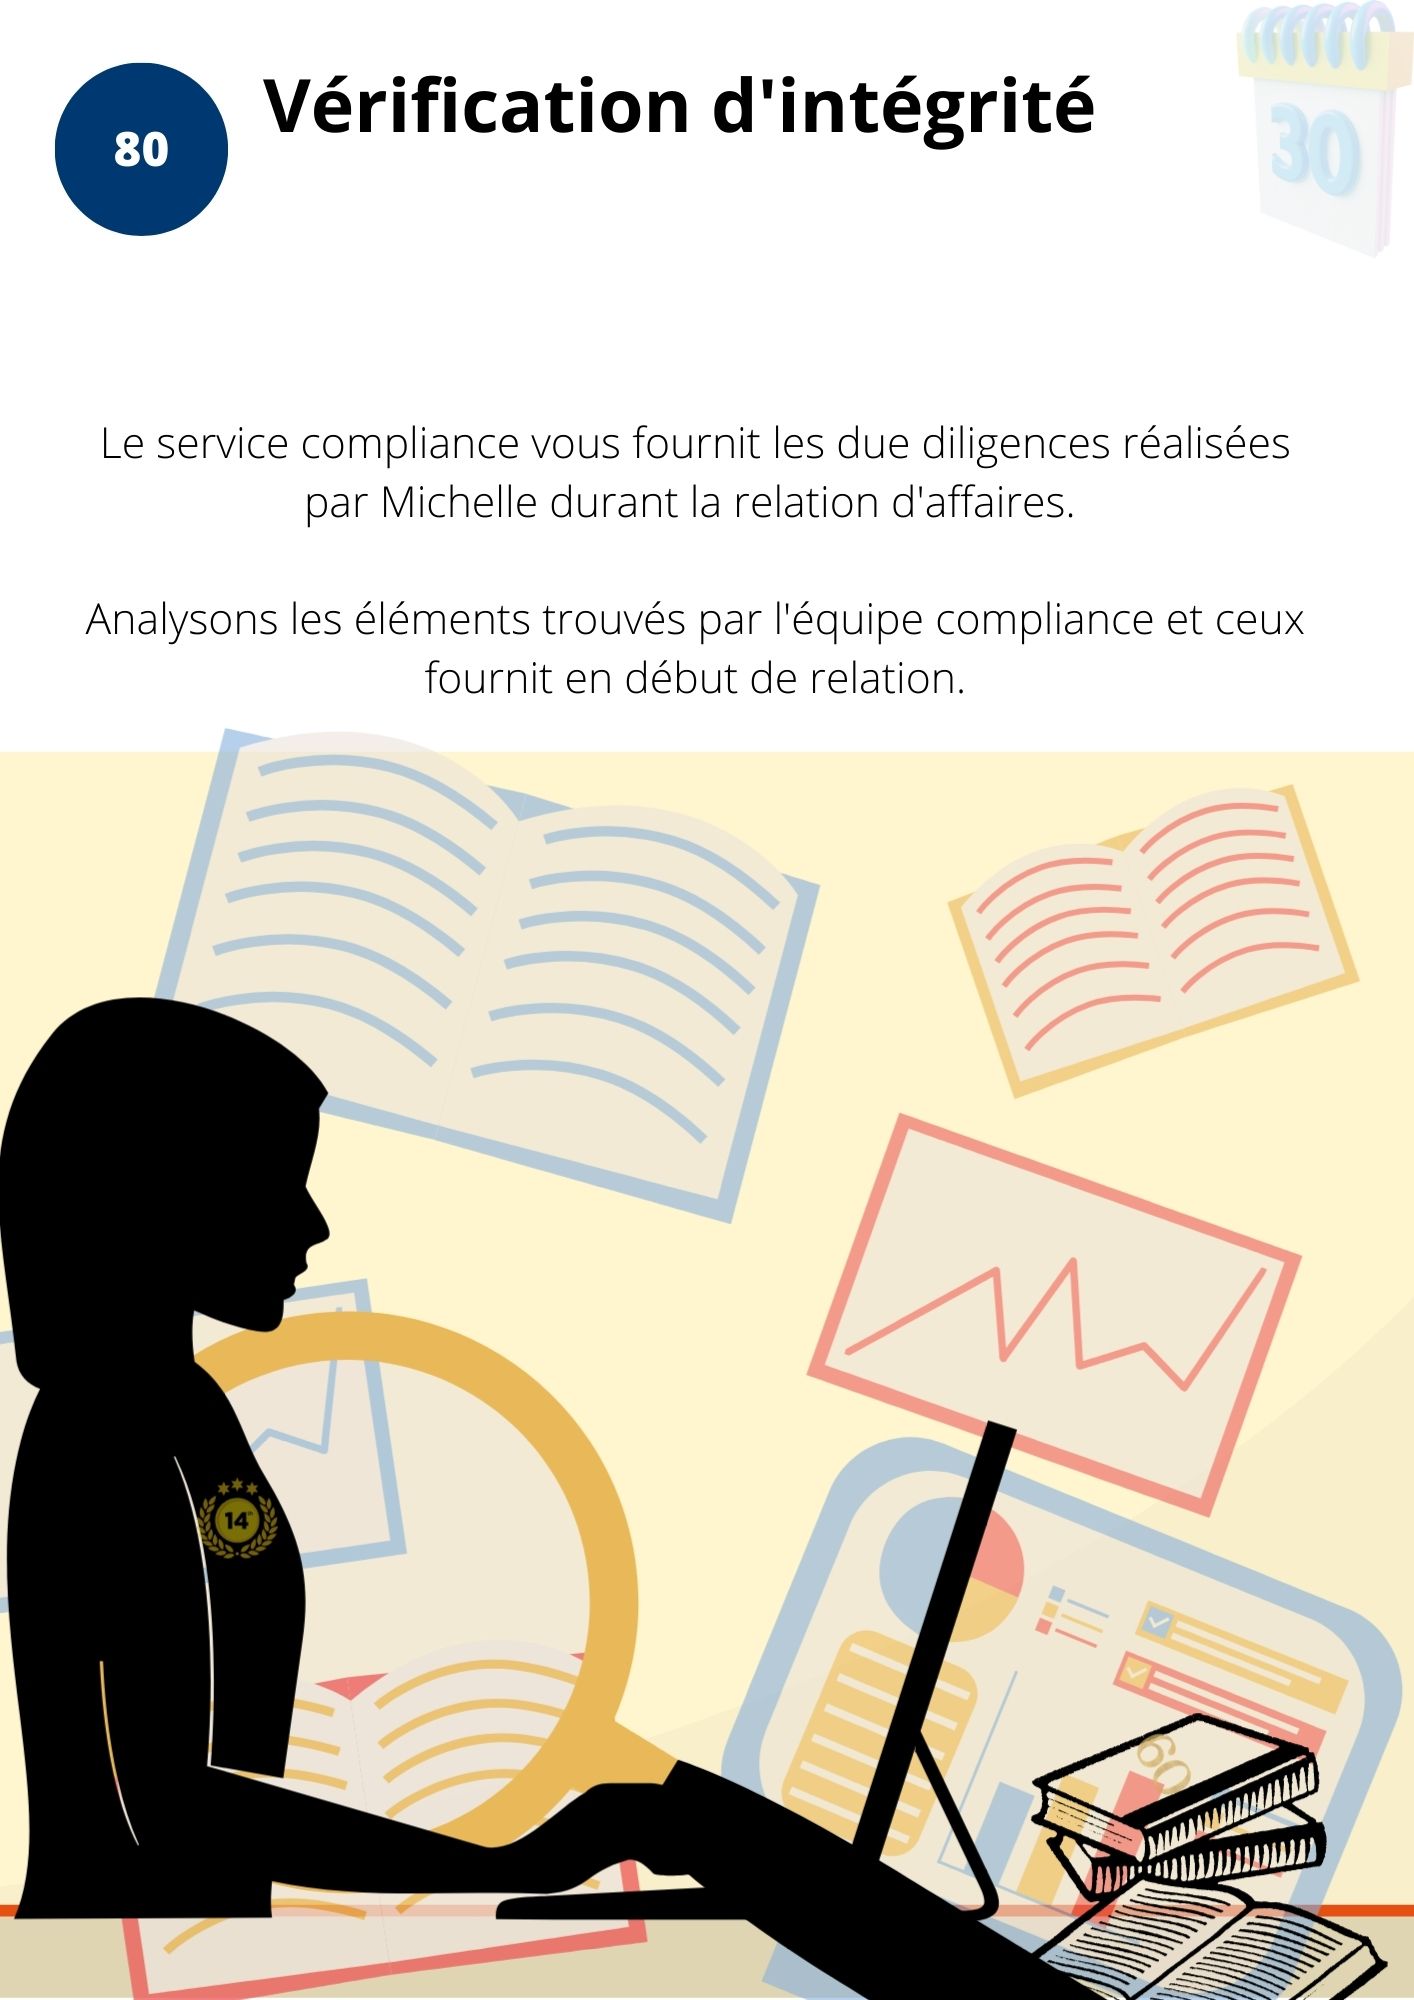 80
Vérification d'intégrité
30
Le service compliance vous fournit les due diligences réalisées
par Michelle durant la relation d'affaires.
Analysons les éléments trouvés par l'équipe compliance et ceux
fournit en début de relation.
14th
60